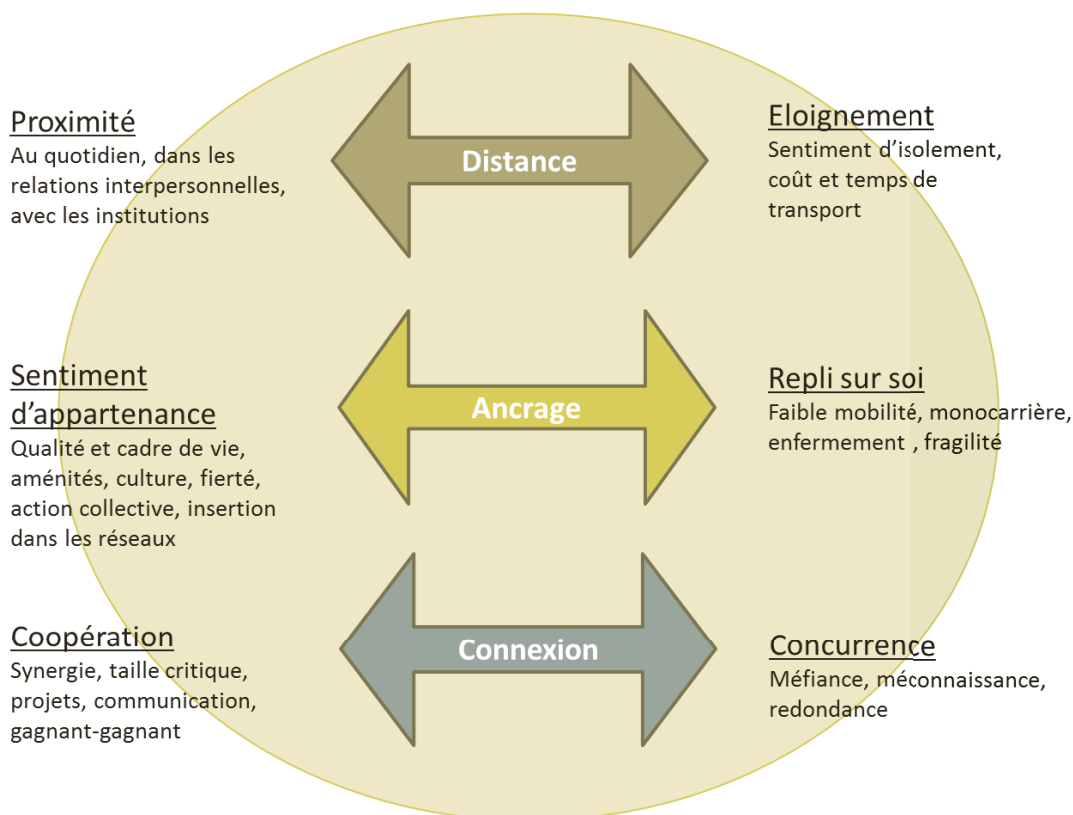 Proximité
Au quotidien, dans les
relations interpersonnelles,
avec les institutions
Distance
Eloignement
Sentiment d’isolement,
coût et temps de
transport
Sentiment
d’appartenance
Qualité et cadre de vie,
aménités, culture, fierté,
action collective, insertion
dans les réseaux
Ancrage
Repli sur soi
Faible mobilité, monocarrière,
enfermement , fragilité
Coopération
Synergie, taille critique,
projets, communication,
gagnant-gagnant
Connexion
Concurrence
Méfiance, méconnaissance,
redondance